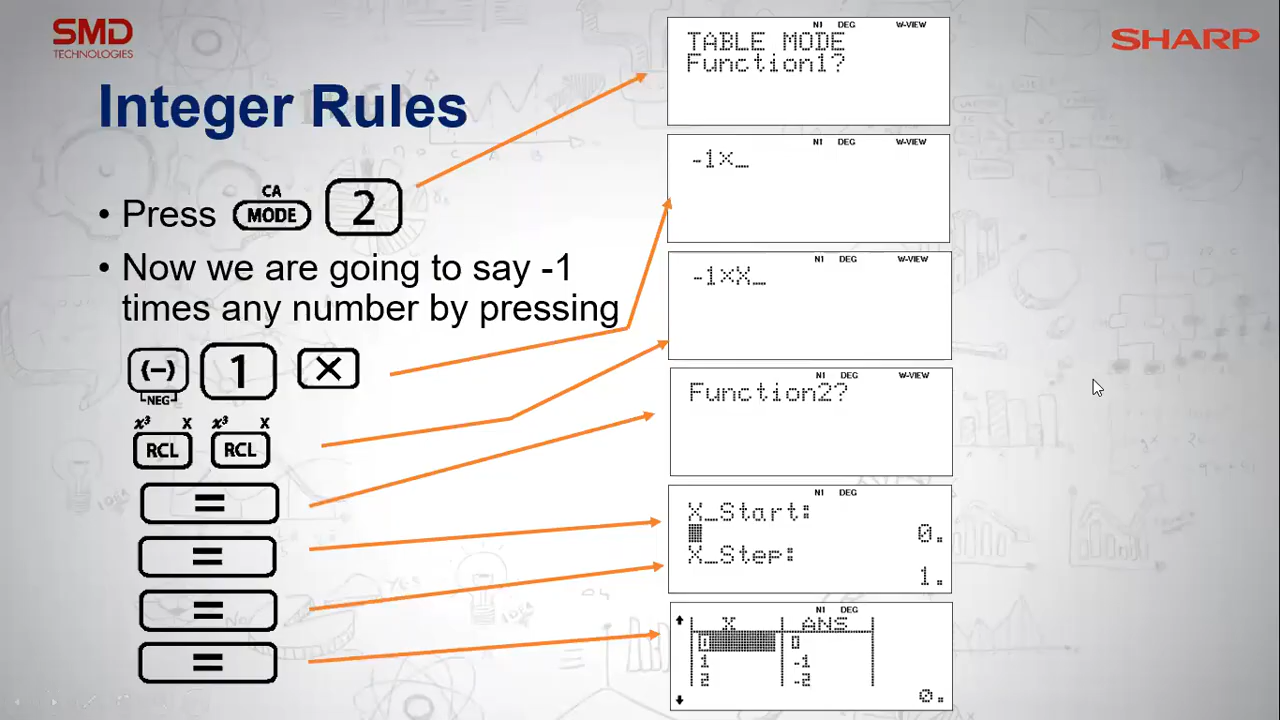 SMD
TECHNOLOGIES
SHARP
Integer Rules
• Press CA MODE 2
• Now we are going to say -1
times any number by pressing
(−) 1 ×
NEG
x³ X x³ X
RCL RCL
=
=
=
=
N1 DEG W-VIEW
TABLE MODE
Function1?
N1 DEG W-VIEW
-1×_
N1 DEG W-VIEW
-1×X_
N1 DEG W-VIEW
Function2?
N1 DEG
X_Start:
0.
X_Step:
1.
N1 DEG
X ANS
0 0
1 -1
2 -2
0.